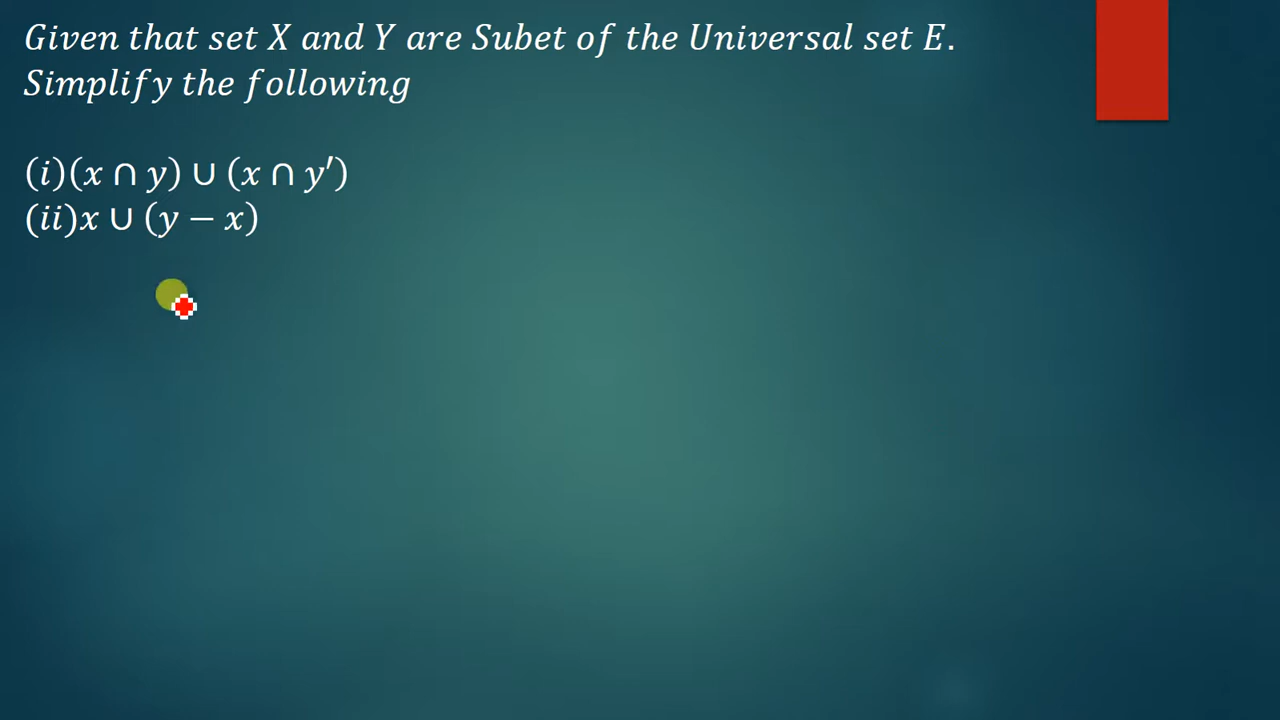 Given that set X and Y are Subet of the Universal set E.
Simplify the following
(i)(x ∩ y) ∪ (x ∩ y′)
(ii)x ∪ (y − x)